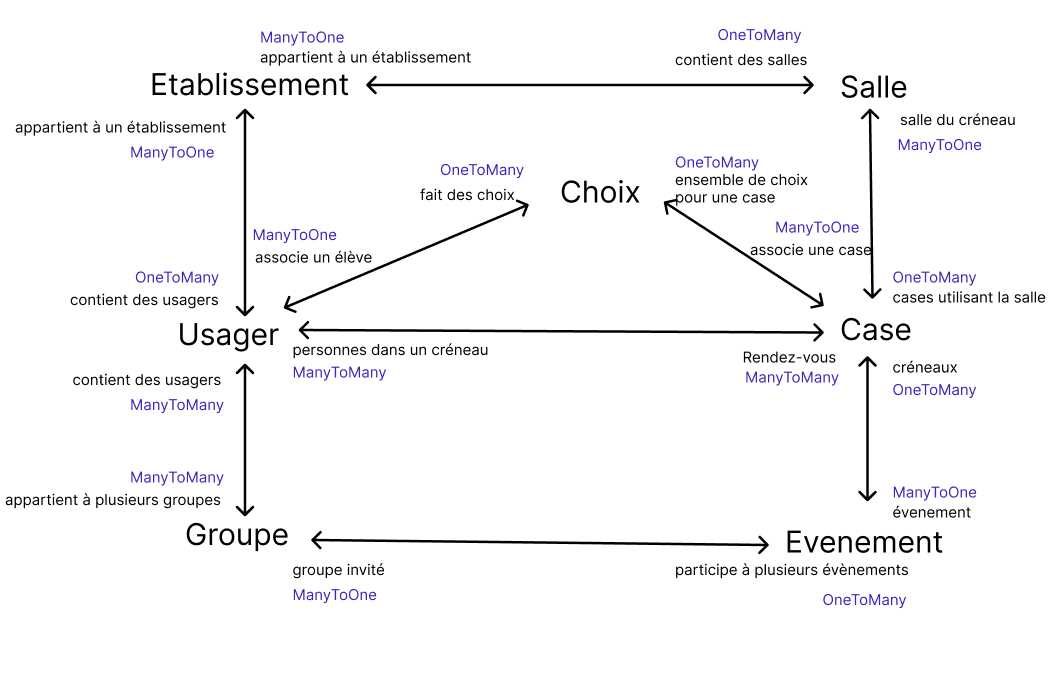 ManyToOne
appartient à un établissement
OneToMany
contient des salles
Etablissement
Salle
appartient à un établissement
ManyToOne
salle du créneau
ManyToOne
OneToMany
fait des choix
Choix
OneToMany
ensemble de choix
pour une case
ManyToOne
associe un élève
ManyToOne
associe une case
OneToMany
contient des usagers
OneToMany
cases utilisant la salle
Usager
Case
personnes dans un créneau
ManyToMany
Rendez-vous
ManyToMany
contient des usagers
ManyToMany
créneaux
OneToMany
ManyToMany
appartient à plusieurs groupes
ManyToOne
évenement
Groupe
Evenement
groupe invité
ManyToOne
participe à plusieurs évènements
OneToMany